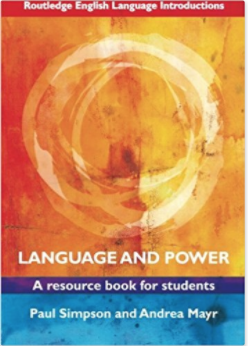 Routledge English Language Introductions
LANGUAGE AND POWER
A resource book for students
Paul Simpson and Andrea Mayr